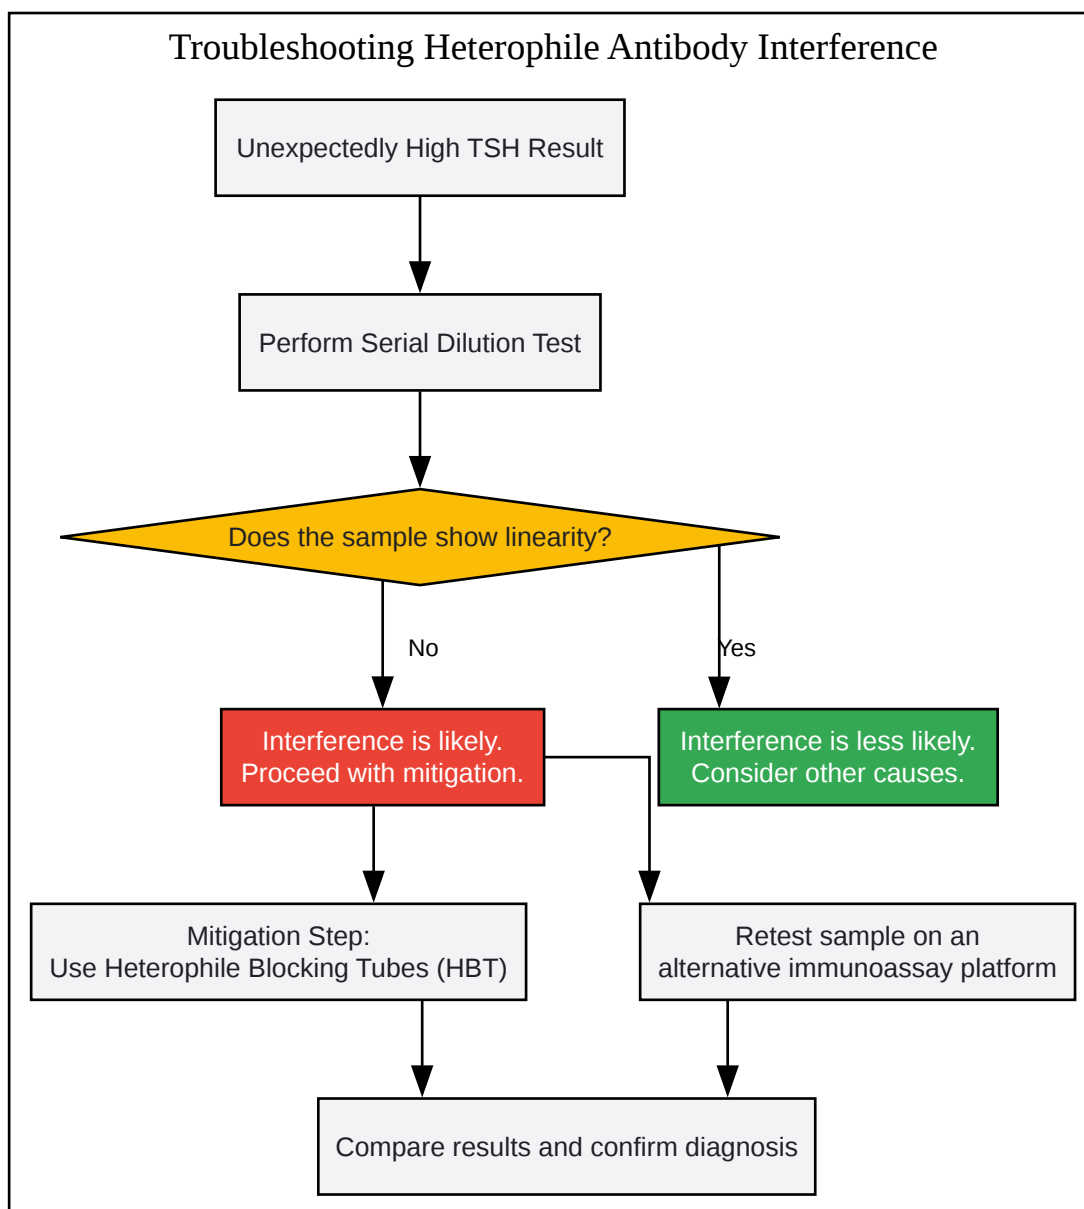 Troubleshooting Heterophile Antibody Interference
Unexpectedly High TSH Result
Perform Serial Dilution Test
Does the sample show linearity?
No
Yes
Interference is likely.
Proceed with mitigation.
Interference is less likely.
Consider other causes.
Mitigation Step:
Use Heterophile Blocking Tubes (HBT)
Retest sample on an
alternative immunoassay platform
Compare results and confirm diagnosis